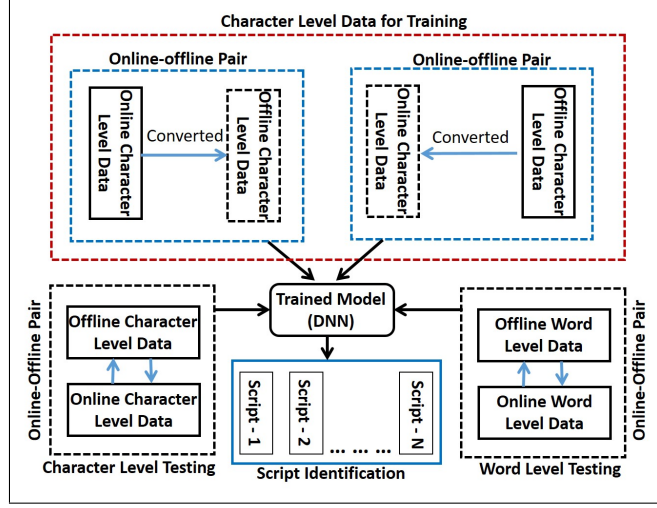 Character Level Data for Training
Online-offline Pair
Online-offline Pair
Online Character
Level Data
Converted
Offline Character
Level Data
Online Character
Level Data
Converted
Offline Character
Level Data
Trained Model
(DNN)
Online-Offline Pair
Offline Character
Level Data
Online Character
Level Data
Character Level Testing
Script - 1
Script - 2
... ... ...
Script - N
Script Identification
Offline Word
Level Data
Online Word
Level Data
Online-Offline Pair
Word Level Testing